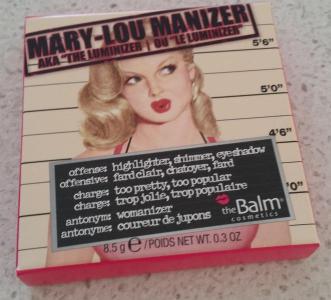 MARY-LOU MANIZER
AKA "THE LUMINIZER" | OU "LE LUMINIZER"
5'6"
5'0"
4'6"
'0"
offense: highlighter, shimmer, eyeshadow
offensive: fard clair, chatoyer, fard
charge: too pretty, too popular
charge: trop jolie, trop populaire
antonym: womanizer
antonyme: coureur de jupons
theBalm
cosmetics
8.5 g e / POIDS NET WT. 0.3 OZ